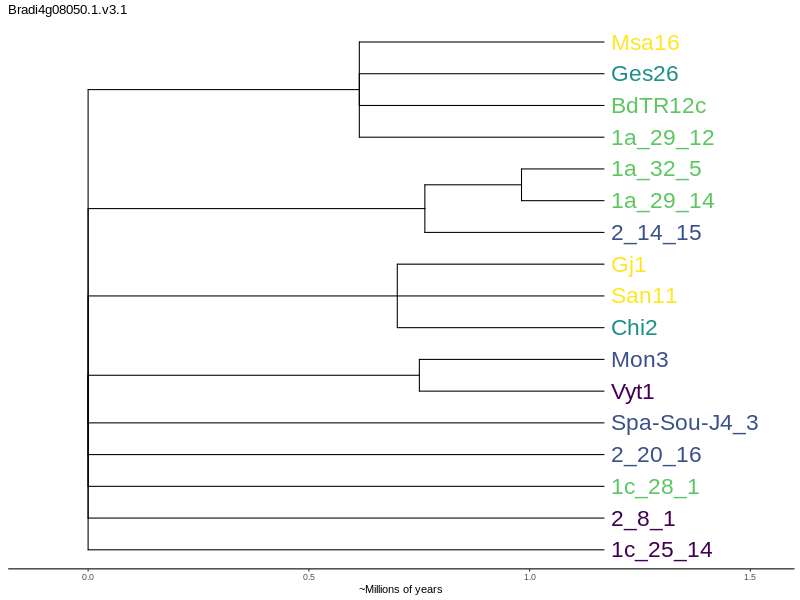 Bradi4g08050.1.v3.1
Msa16
Ges26
BdTR12c
1a_29_12
1a_32_5
1a_29_14
2_14_15
Gj1
San11
Chi2
Mon3
Vyt1
Spa-Sou-J4_3
2_20_16
1c_28_1
2_8_1
1c_25_14
0.0 0.5 1.0 1.5
~Millions of years